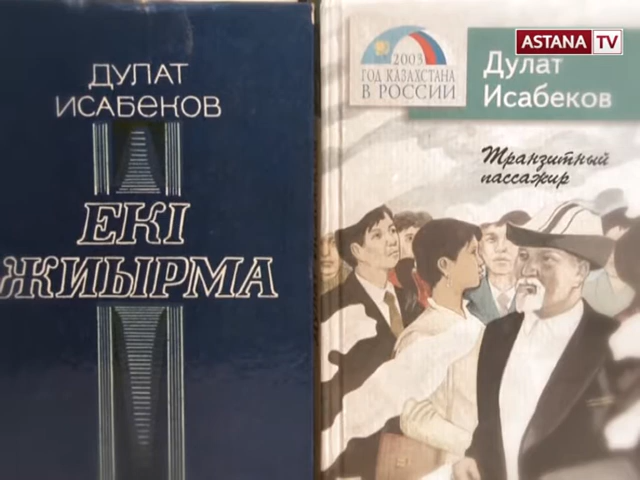 ДУЛАТ
ИСАБЕКОВ
ЕКІ
ЖИЫРМА
ASTANA TV
2003
ГОД КАЗАХСТАНА
В РОССИИ
Дулат
Исабеков
Транзитный
пассажир